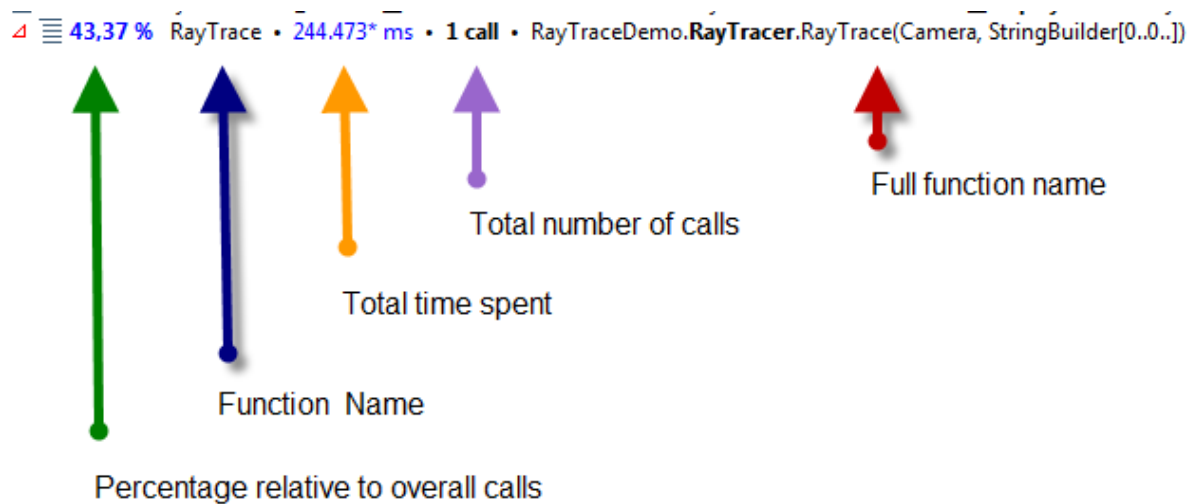 43,37 % RayTrace • 244.473* ms • 1 call • RayTraceDemo.RayTracer.RayTrace(Camera, StringBuilder[0..0..])
Full function name
Total number of calls
Total time spent
Function Name
Percentage relative to overall calls